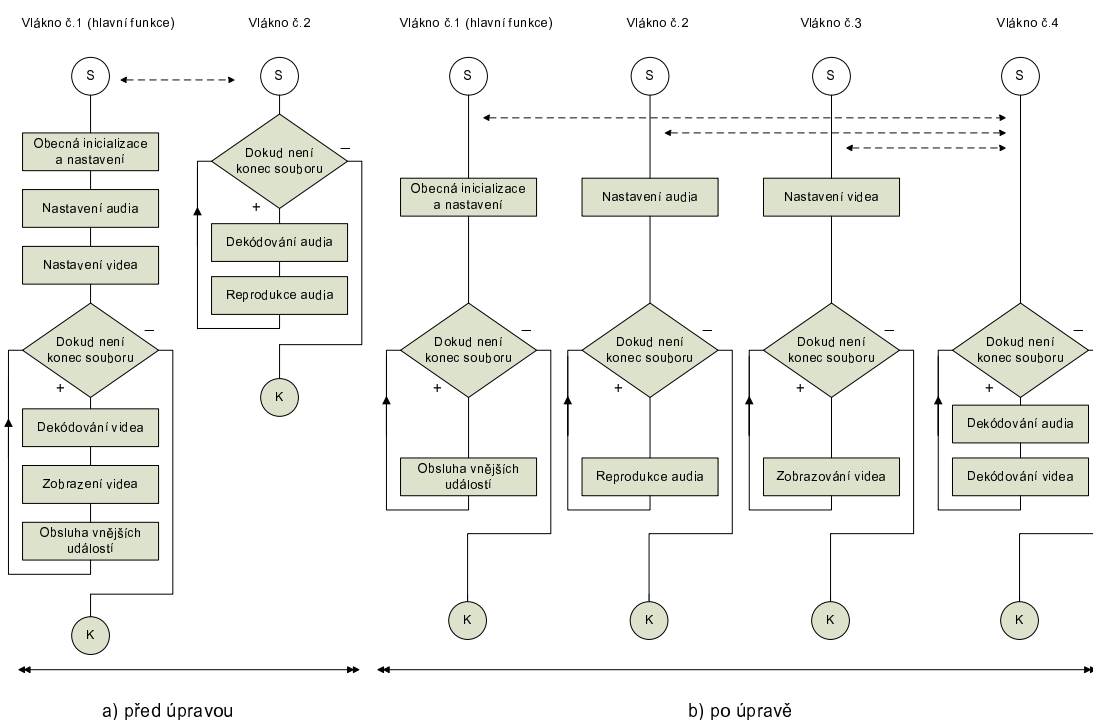 Vlákno č.1 (hlavní funkce)
Vlákno č.2
S
S
Obecná inicializace
a nastavení
Nastavení audia
Nastavení videa
Dokud není
konec souboru
–
+
Dekódování videa
Zobrazení videa
Obsluha vnějších
událostí
K
Dokud není
konec souboru
–
+
Dekódování audia
Reprodukce audia
K
a) před úpravou
Vlákno č.1 (hlavní funkce)
Vlákno č.2
Vlákno č.3
Vlákno č.4
S
S
S
S
Obecná inicializace
a nastavení
Dokud není
konec souboru
–
+
Obsluha vnějších
událostí
K
Nastavení audia
Dokud není
konec souboru
–
+
Reprodukce audia
K
Nastavení videa
Dokud není
konec souboru
–
+
Zobrazování videa
K
Dokud není
konec souboru
–
+
Dekódování audia
Dekódování videa
K
b) po úpravě